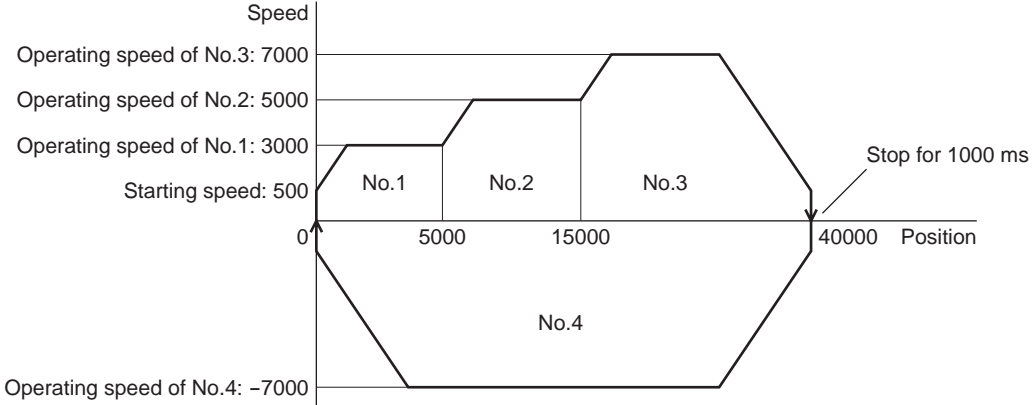 Speed
Operating speed of No.3: 7000
Operating speed of No.2: 5000
Operating speed of No.1: 3000
Stop for 1000 ms
Starting speed: 500
No.1
No.2
No.3
0
5000
15000
40000
Position
No.4
Operating speed of No.4: −7000